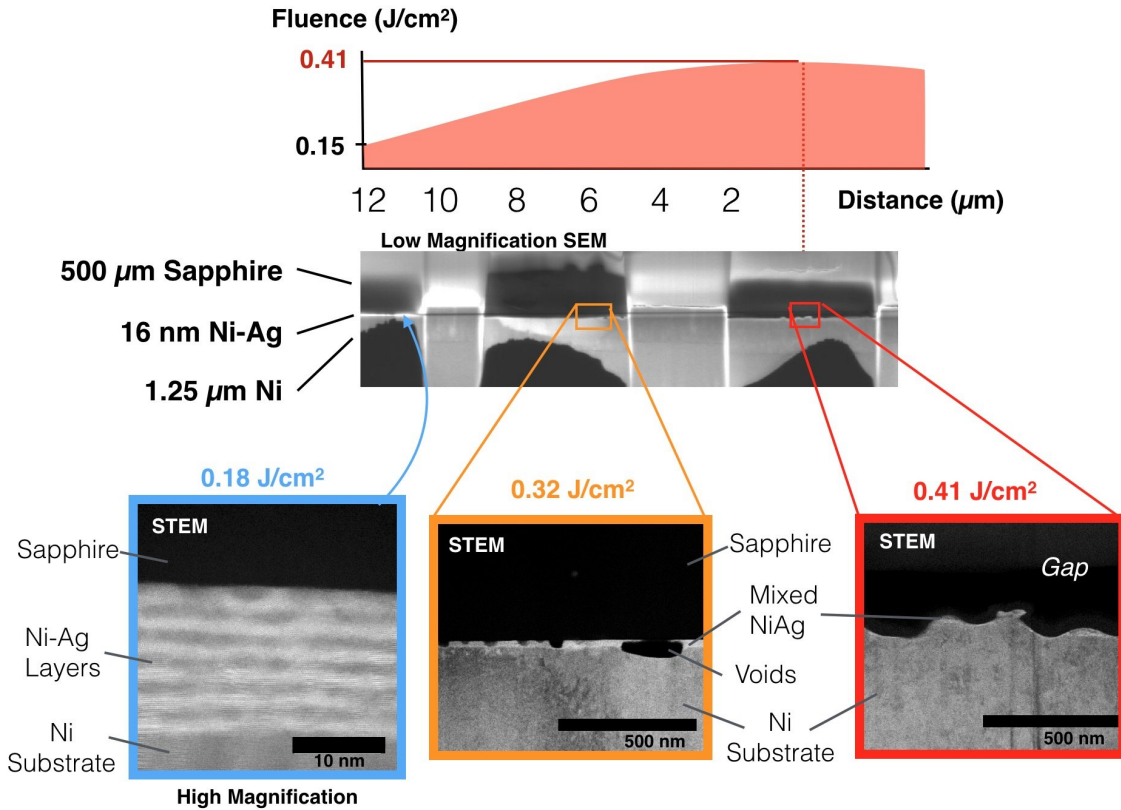 Fluence (J/cm²)
0.41
0.15
12 10 8 6 4 2 Distance (µm)
Low Magnification SEM
500 µm Sapphire
16 nm Ni-Ag
1.25 µm Ni
0.18 J/cm²
0.32 J/cm²
0.41 J/cm²
STEM
Sapphire
Ni-Ag
Layers
Ni
Substrate
10 nm
High Magnification
STEM
Sapphire
Mixed
NiAg
Voids
Ni
Substrate
500 nm
STEM
Gap
500 nm